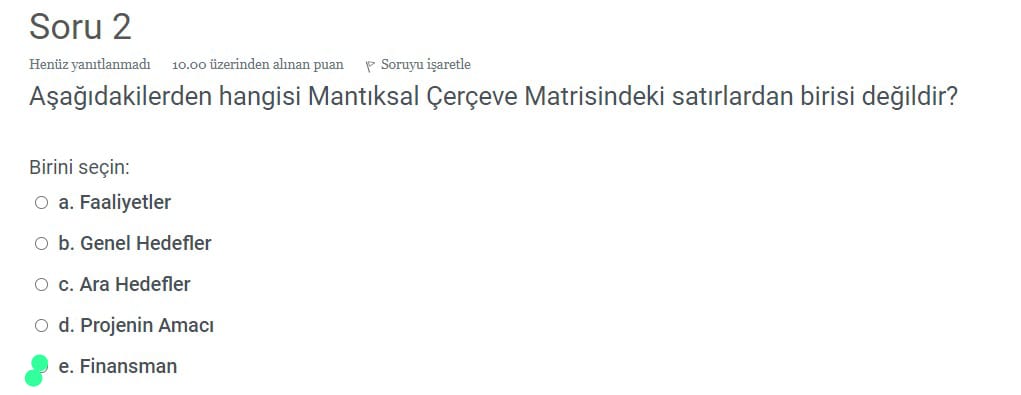 Soru 2
Henüz yanıtlanmadı 10.00 üzerinden alınan puan Soruyu işaretle
Aşağıdakilerden hangisi Mantıksal Çerçeve Matrisindeki satırlardan birisi değildir?
Birini seçin:
a. Faaliyetler
b. Genel Hedefler
c. Ara Hedefler
d. Projenin Amacı
e. Finansman